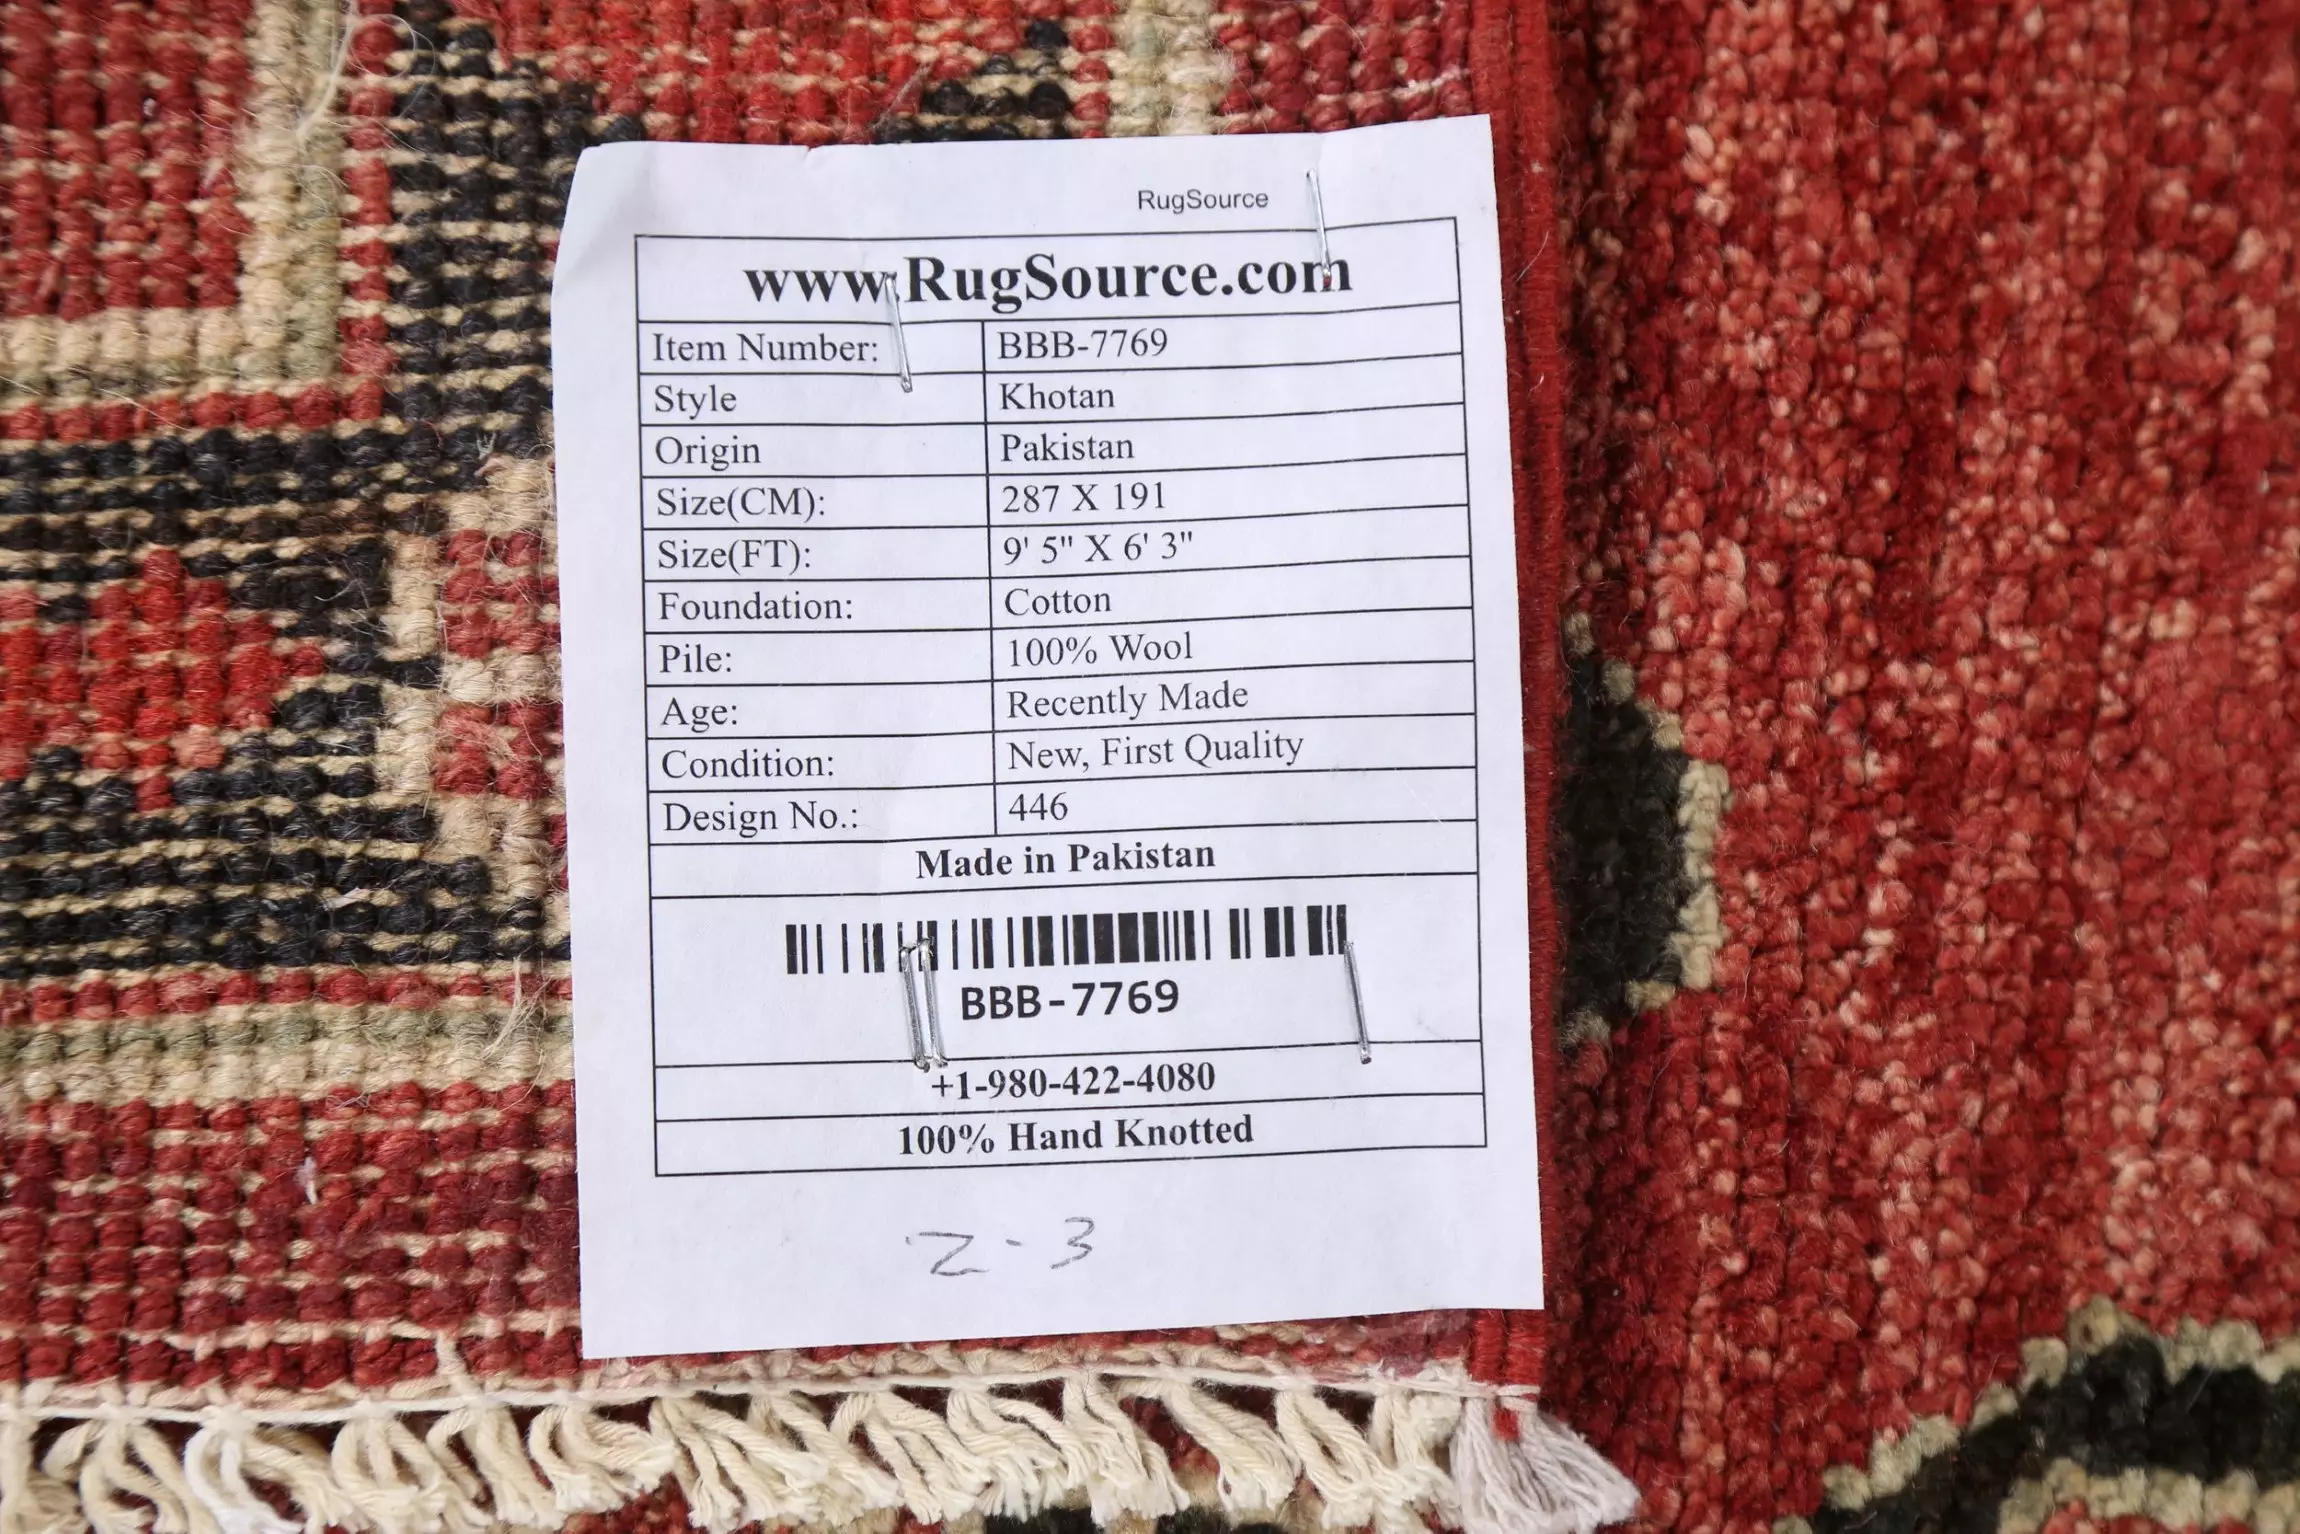 RugSource
www.RugSource.com
Item Number: BBB-7769
Style Khotan
Origin Pakistan
Size(CM): 287 X 191
Size(FT): 9' 5" X 6' 3"
Foundation: Cotton
Pile: 100% Wool
Age: Recently Made
Condition: New, First Quality
Design No.: 446
Made in Pakistan
BBB-7769
+1-980-422-4080
100% Hand Knotted
Z-3